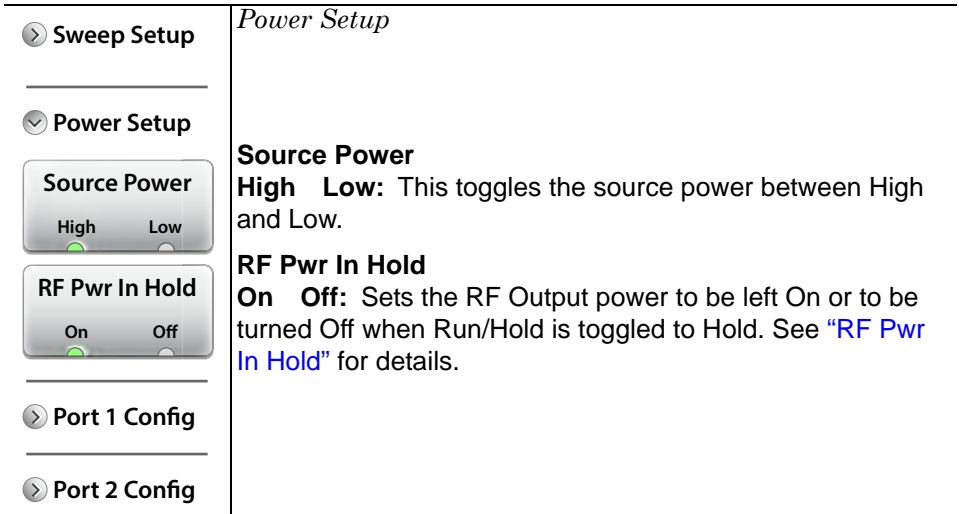 Sweep Setup
Power Setup
Source Power
High Low
RF Pwr In Hold
On Off
Port 1 Config
Port 2 Config
Power Setup
Source Power
High Low: This toggles the source power between High
and Low.
RF Pwr In Hold
On Off: Sets the RF Output power to be left On or to be
turned Off when Run/Hold is toggled to Hold. See “RF Pwr
In Hold” for details.